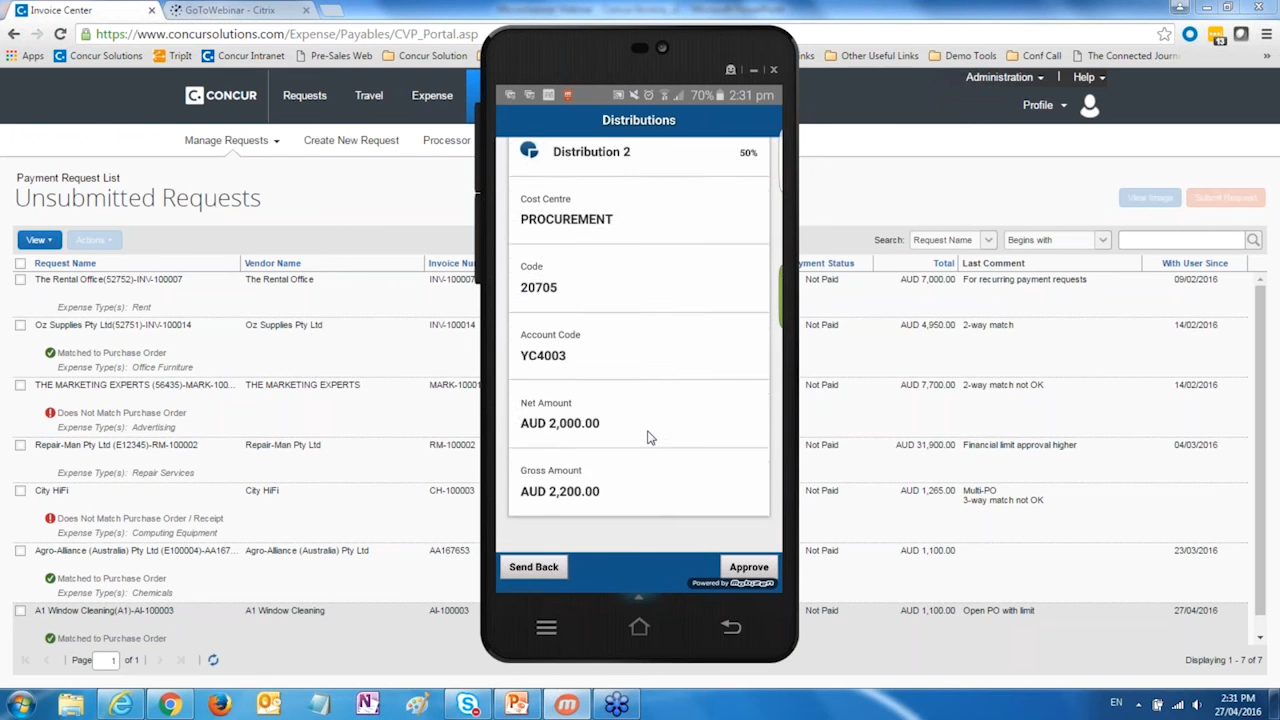 Invoice Center
GoToWebinar - Citrix
https://www.concursolutions.com/Expense/Payables/CVP_Portal.asp
Apps
Concur Solutions
TripIt
Concur Intranet
Pre-Sales Web
Concur Solution
Other Useful Links
Demo Tools
Conf Call
The Connected Journ
13
CONCUR
Requests
Travel
Expense
Administration
Help
Profile
Manage Requests
Create New Request
Processor
Payment Request List
Unsubmitted Requests
View Image
Submit Request
View
Actions
Search:
Request Name
Begins with
Request Name
Vendor Name
Invoice Nu
yment Status
Total
Last Comment
With User Since
The Rental Office(52752)-INV-100007
The Rental Office
INV-100007
Not Paid
AUD 7,000.00
For recurring payment requests
09/02/2016
Expense Type(s): Rent
Oz Supplies Pty Ltd(52751)-INV-100014
Oz Supplies Pty Ltd
INV-100014
Not Paid
AUD 4,950.00
2-way match
14/02/2016
Matched to Purchase Order
Expense Type(s): Office Furniture
THE MARKETING EXPERTS (56435)-MARK-100...
THE MARKETING EXPERTS
MARK-10001
Not Paid
AUD 7,700.00
2-way match not OK
14/02/2016
Does Not Match Purchase Order
Expense Type(s): Advertising
Repair-Man Pty Ltd (E12345)-RM-100002
Repair-Man Pty Ltd
RM-100002
Not Paid
AUD 31,900.00
Financial limit approval higher
04/03/2016
Expense Type(s): Repair Services
City HiFi
City HiFi
CH-100003
Not Paid
AUD 1,265.00
Multi-PO
3-way match not OK
Does Not Match Purchase Order / Receipt
Expense Type(s): Computing Equipment
Agro-Alliance (Australia) Pty Ltd (E100004)-AA167...
Agro-Alliance (Australia) Pty Ltd
AA167653
Not Paid
AUD 1,100.00
23/03/2016
Matched to Purchase Order
Expense Type(s): Chemicals
A1 Window Cleaning(A1)-AI-100003
A1 Window Cleaning
AI-100003
Not Paid
AUD 1,100.00
Open PO with limit
27/04/2016
Matched to Purchase Order
Page 1 of 1
Displaying 1 - 7 of 7
70% 2:31 pm
Distributions
Distribution 2
50%
Cost Centre
PROCUREMENT
Code
20705
Account Code
YC4003
Net Amount
AUD 2,000.00
Gross Amount
AUD 2,200.00
Send Back
Approve
Powered by Mobizen
EN
2:31 PM
27/04/2016